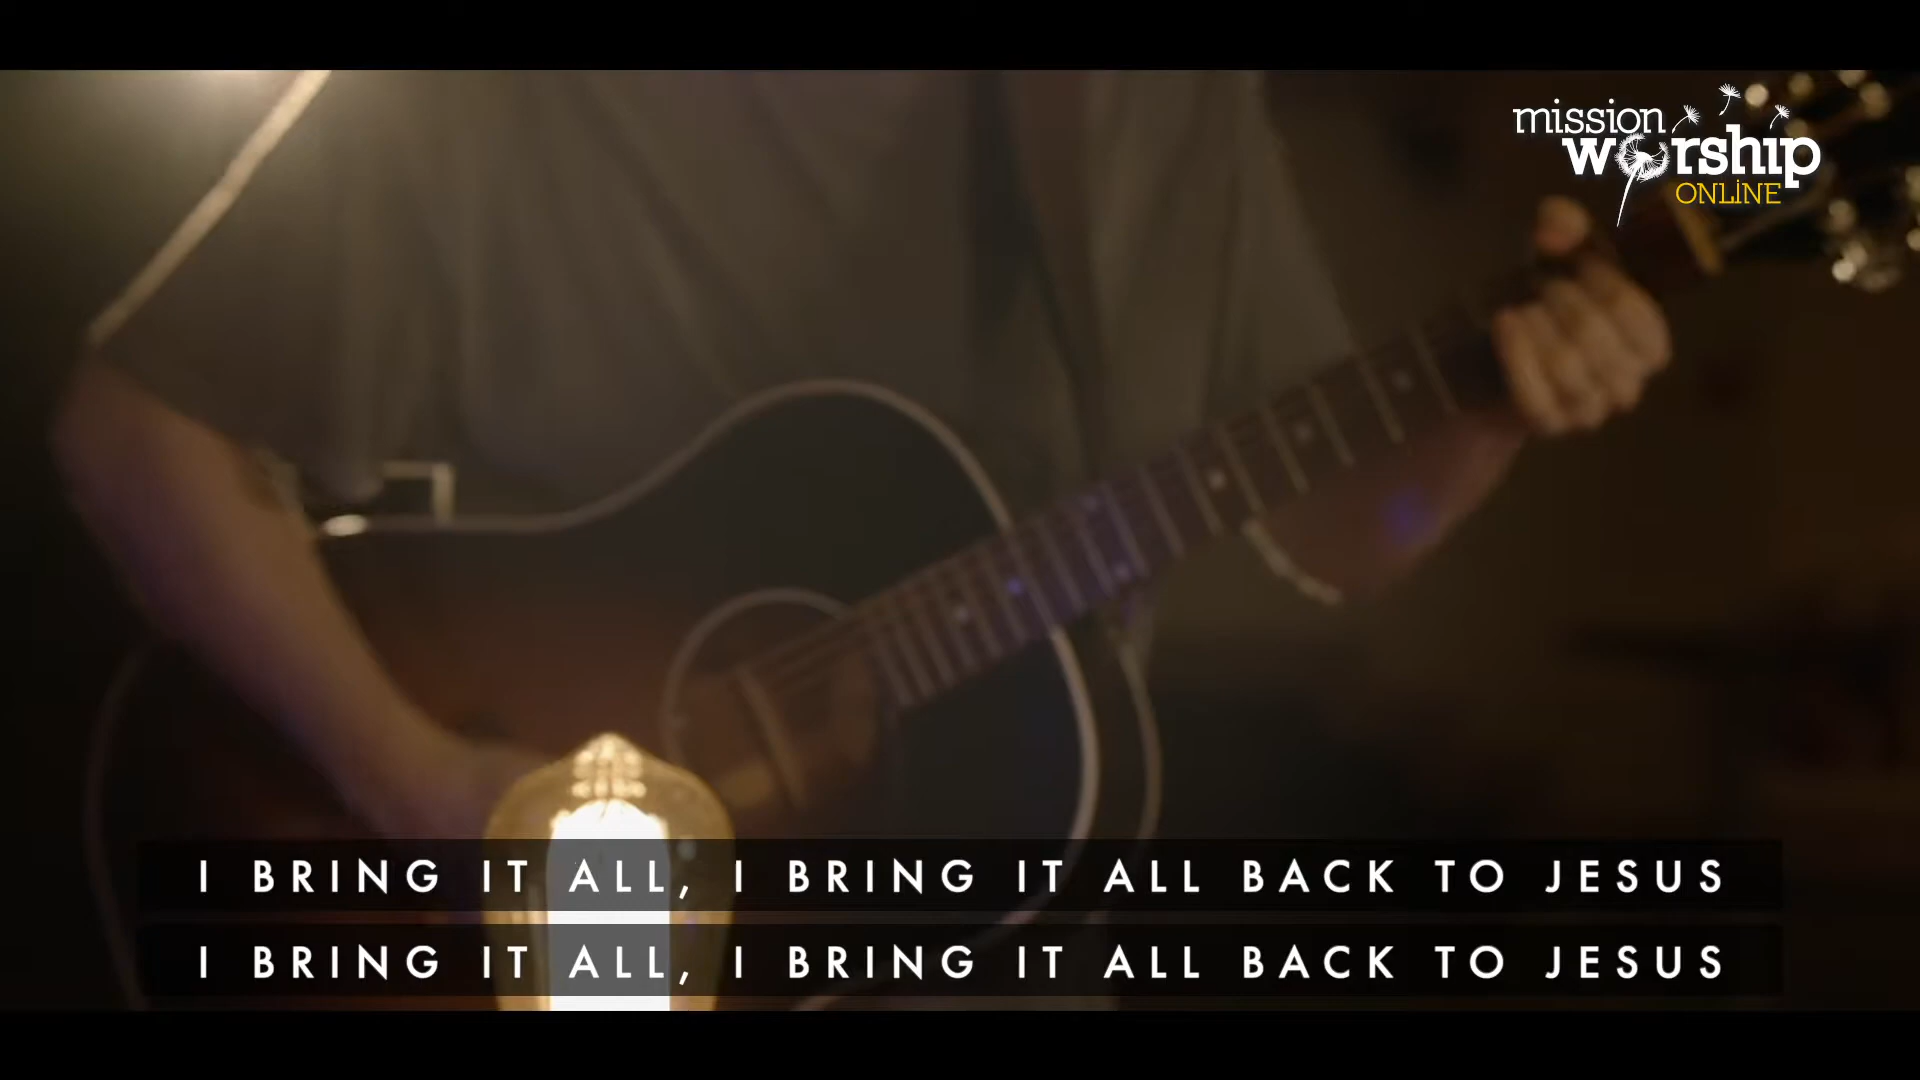 mission
worship
ONLINE
I BRING IT ALL, I BRING IT ALL BACK TO JESUS
I BRING IT ALL, I BRING IT ALL BACK TO JESUS